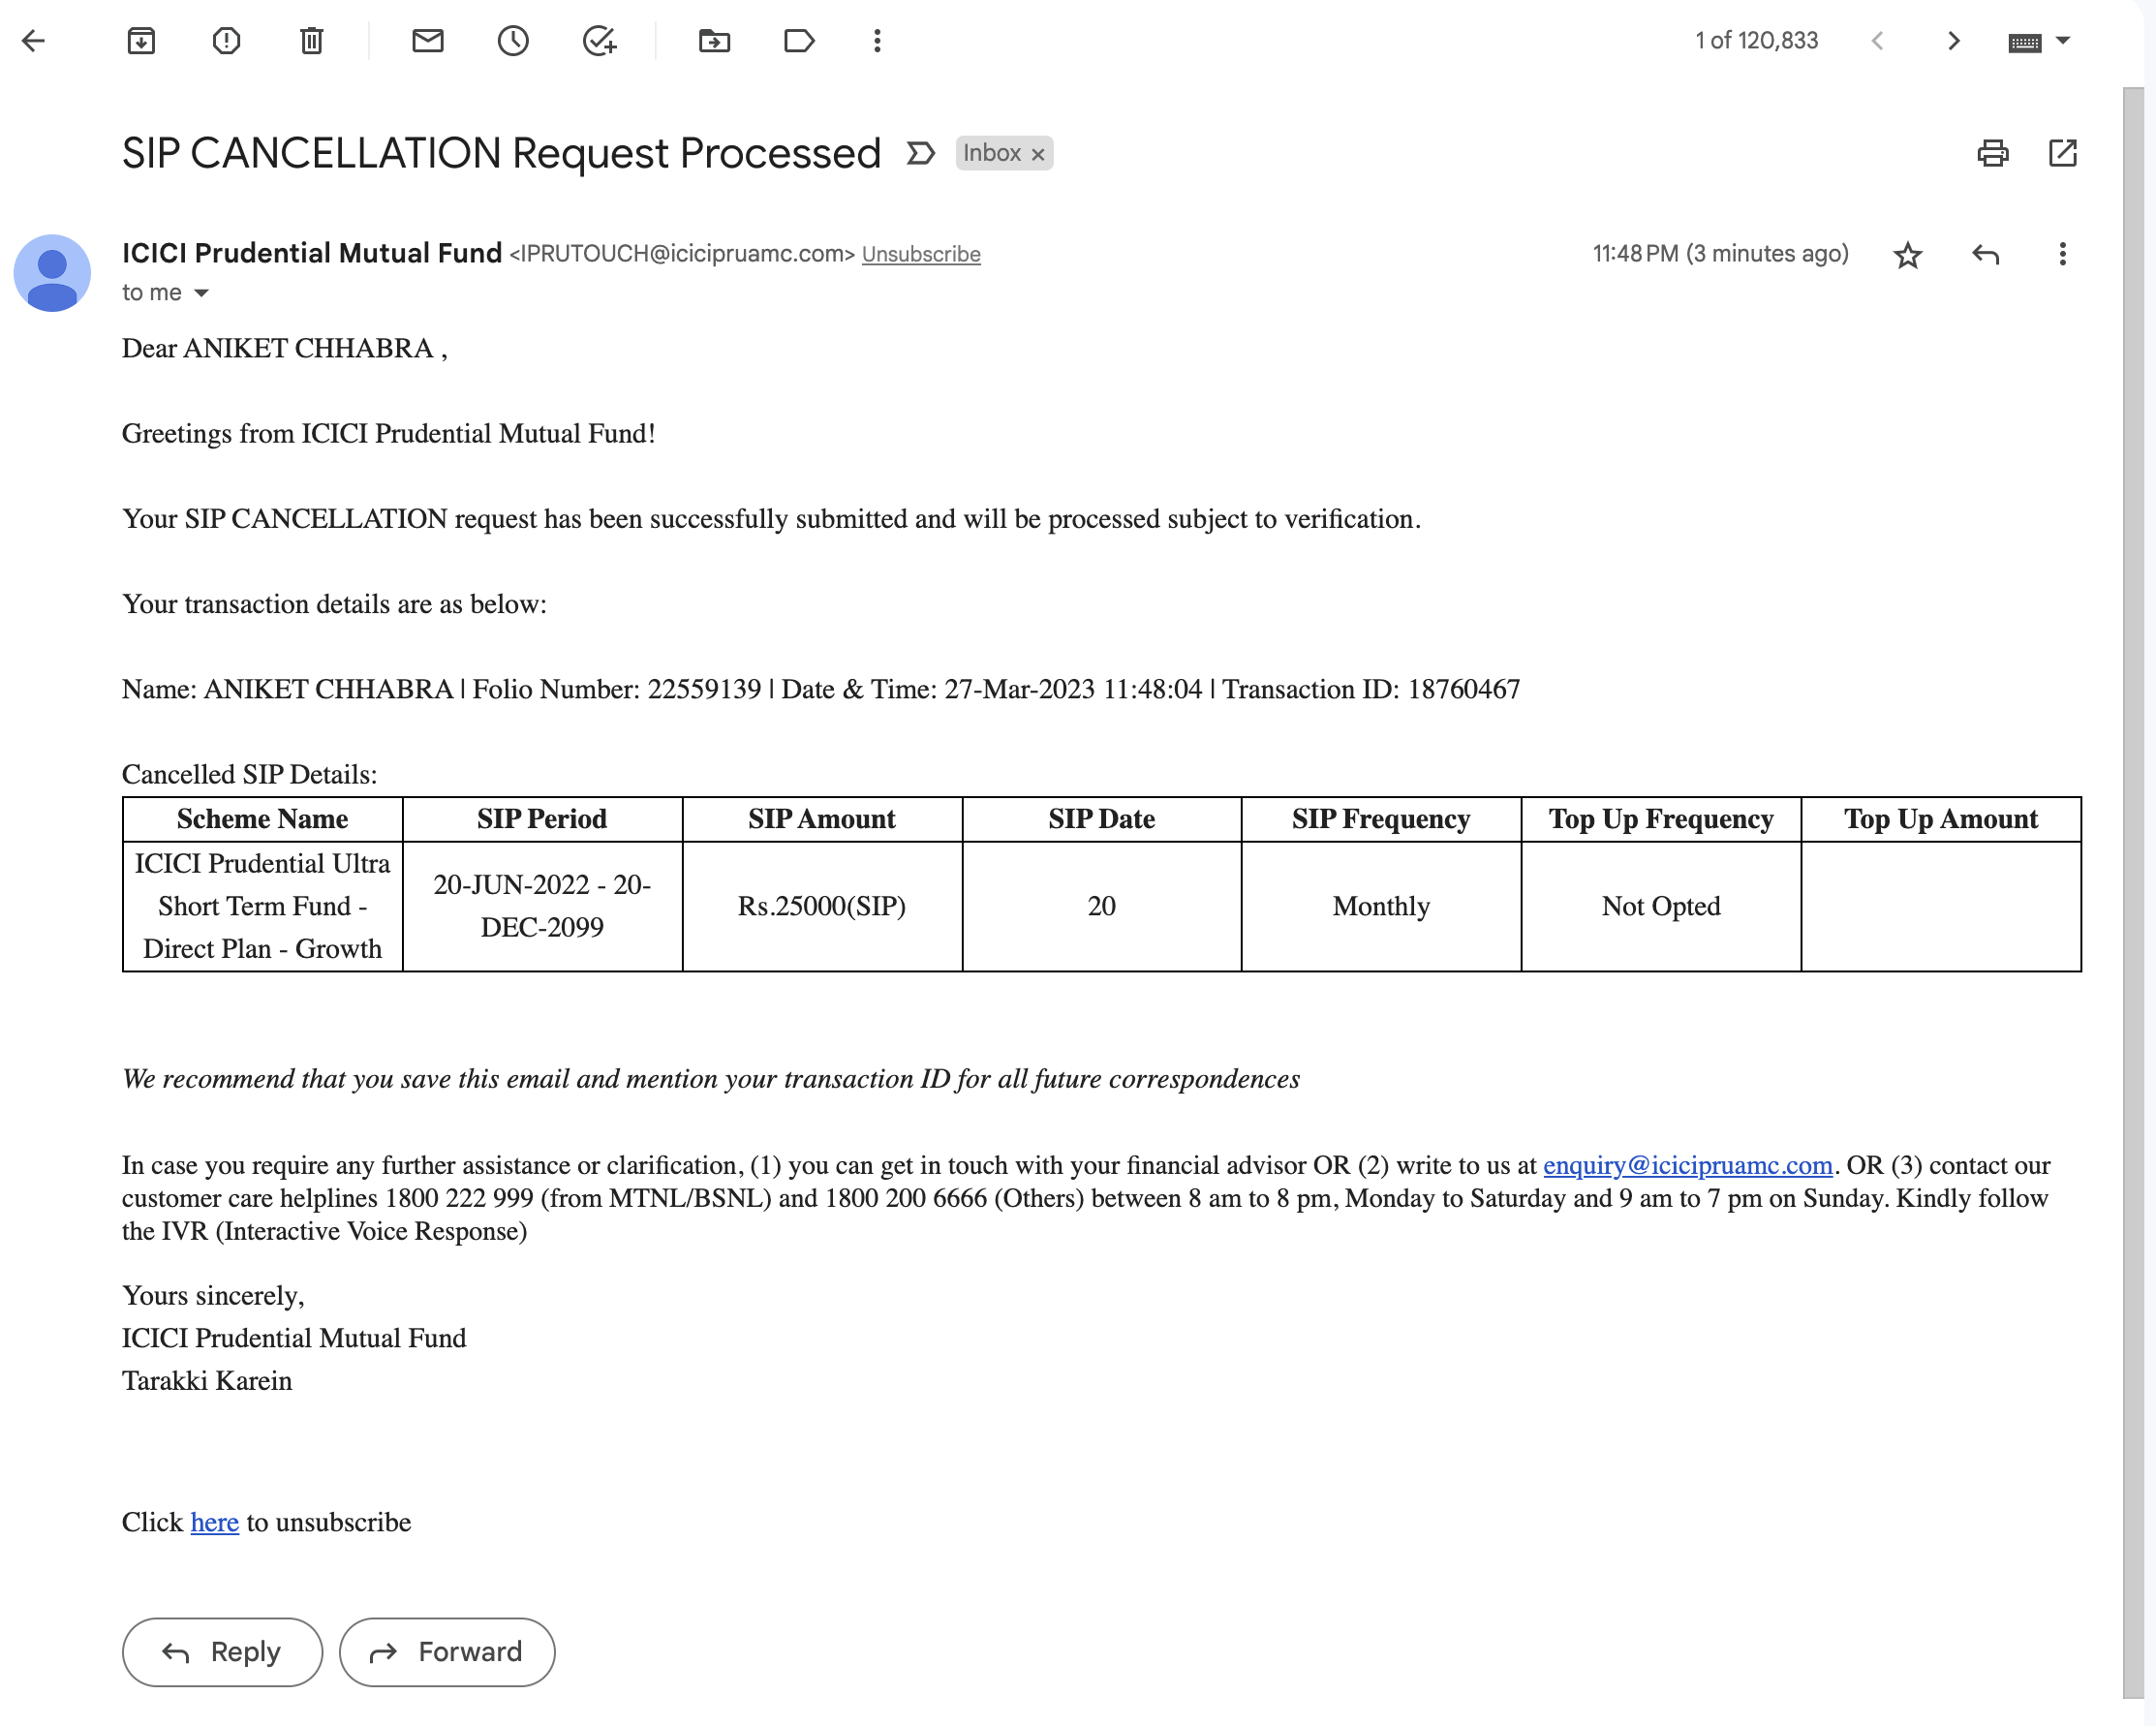 1 of 120,833
SIP CANCELLATION Request Processed Inbox ×
ICICI Prudential Mutual Fund <IPRUTOUCH@icicipruamc.com> Unsubscribe 11:48 PM (3 minutes ago)
to me
Dear ANIKET CHHABRA ,
Greetings from ICICI Prudential Mutual Fund!
Your SIP CANCELLATION request has been successfully submitted and will be processed subject to verification.
Your transaction details are as below:
Name: ANIKET CHHABRA | Folio Number: 22559139 | Date & Time: 27-Mar-2023 11:48:04 | Transaction ID: 18760467
Cancelled SIP Details:
Scheme Name SIP Period SIP Amount SIP Date SIP Frequency Top Up Frequency Top Up Amount
ICICI Prudential Ultra
Short Term Fund -
Direct Plan - Growth
20-JUN-2022 - 20-
DEC-2099
Rs.25000(SIP)
20
Monthly
Not Opted
We recommend that you save this email and mention your transaction ID for all future correspondences
In case you require any further assistance or clarification, (1) you can get in touch with your financial advisor OR (2) write to us at enquiry@icicipruamc.com. OR (3) contact our
customer care helplines 1800 222 999 (from MTNL/BSNL) and 1800 200 6666 (Others) between 8 am to 8 pm, Monday to Saturday and 9 am to 7 pm on Sunday. Kindly follow
the IVR (Interactive Voice Response)
Yours sincerely,
ICICI Prudential Mutual Fund
Tarakki Karein
Click here to unsubscribe
Reply Forward